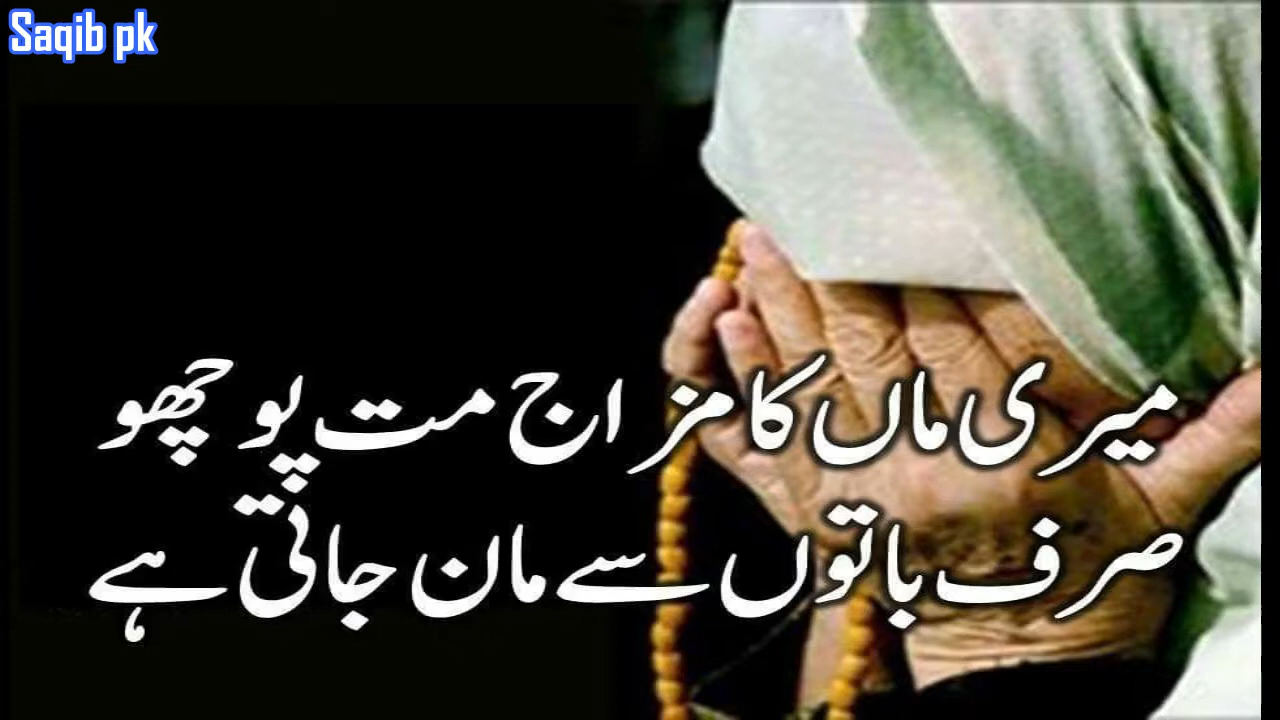 Saqib pk
میری ماں کا مزاج مت پوچھو
صرف باتوں سے مان جاتی ہے